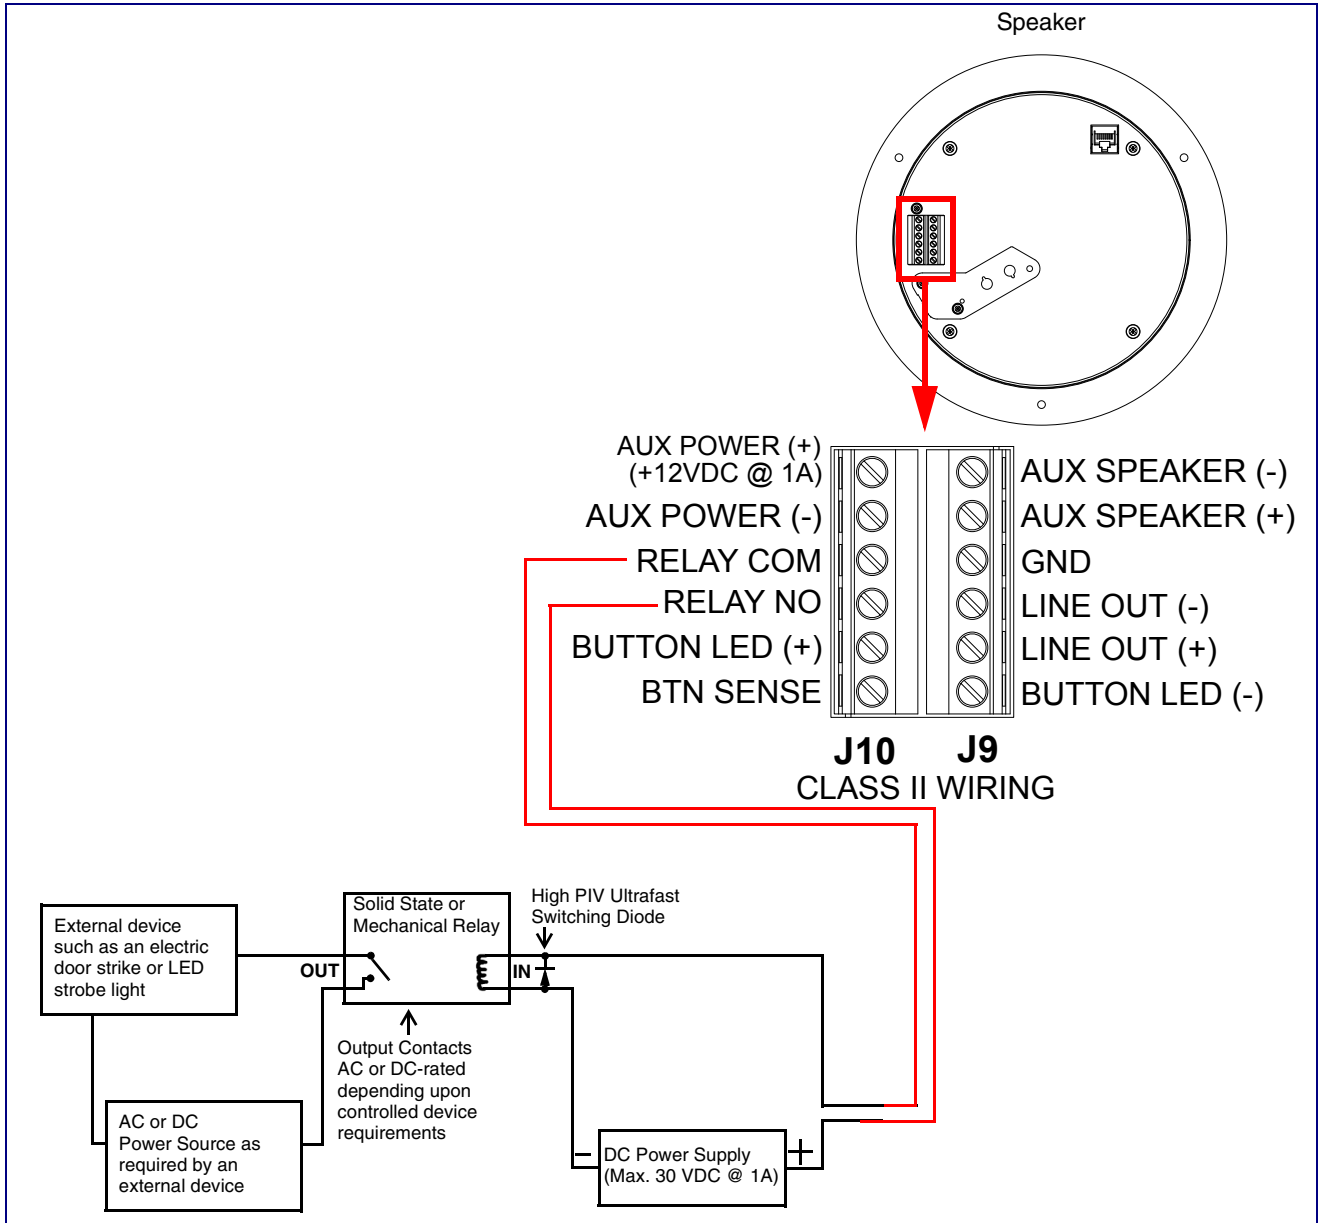 Speaker
AUX POWER (+)
(+12VDC @ 1A)
AUX POWER (-)
RELAY COM
RELAY NO
BUTTON LED (+)
BTN SENSE
AUX SPEAKER (-)
AUX SPEAKER (+)
GND
LINE OUT (-)
LINE OUT (+)
BUTTON LED (-)
J10 J9
CLASS II WIRING
External device
such as an electric
door strike or LED
strobe light
Solid State or
Mechanical Relay
High PIV Ultrafast
Switching Diode
OUT
IN
Output Contacts
AC or DC-rated
depending upon
controlled device
requirements
AC or DC
Power Source as
required by an
external device
-
DC Power Supply
(Max. 30 VDC @ 1A)
+